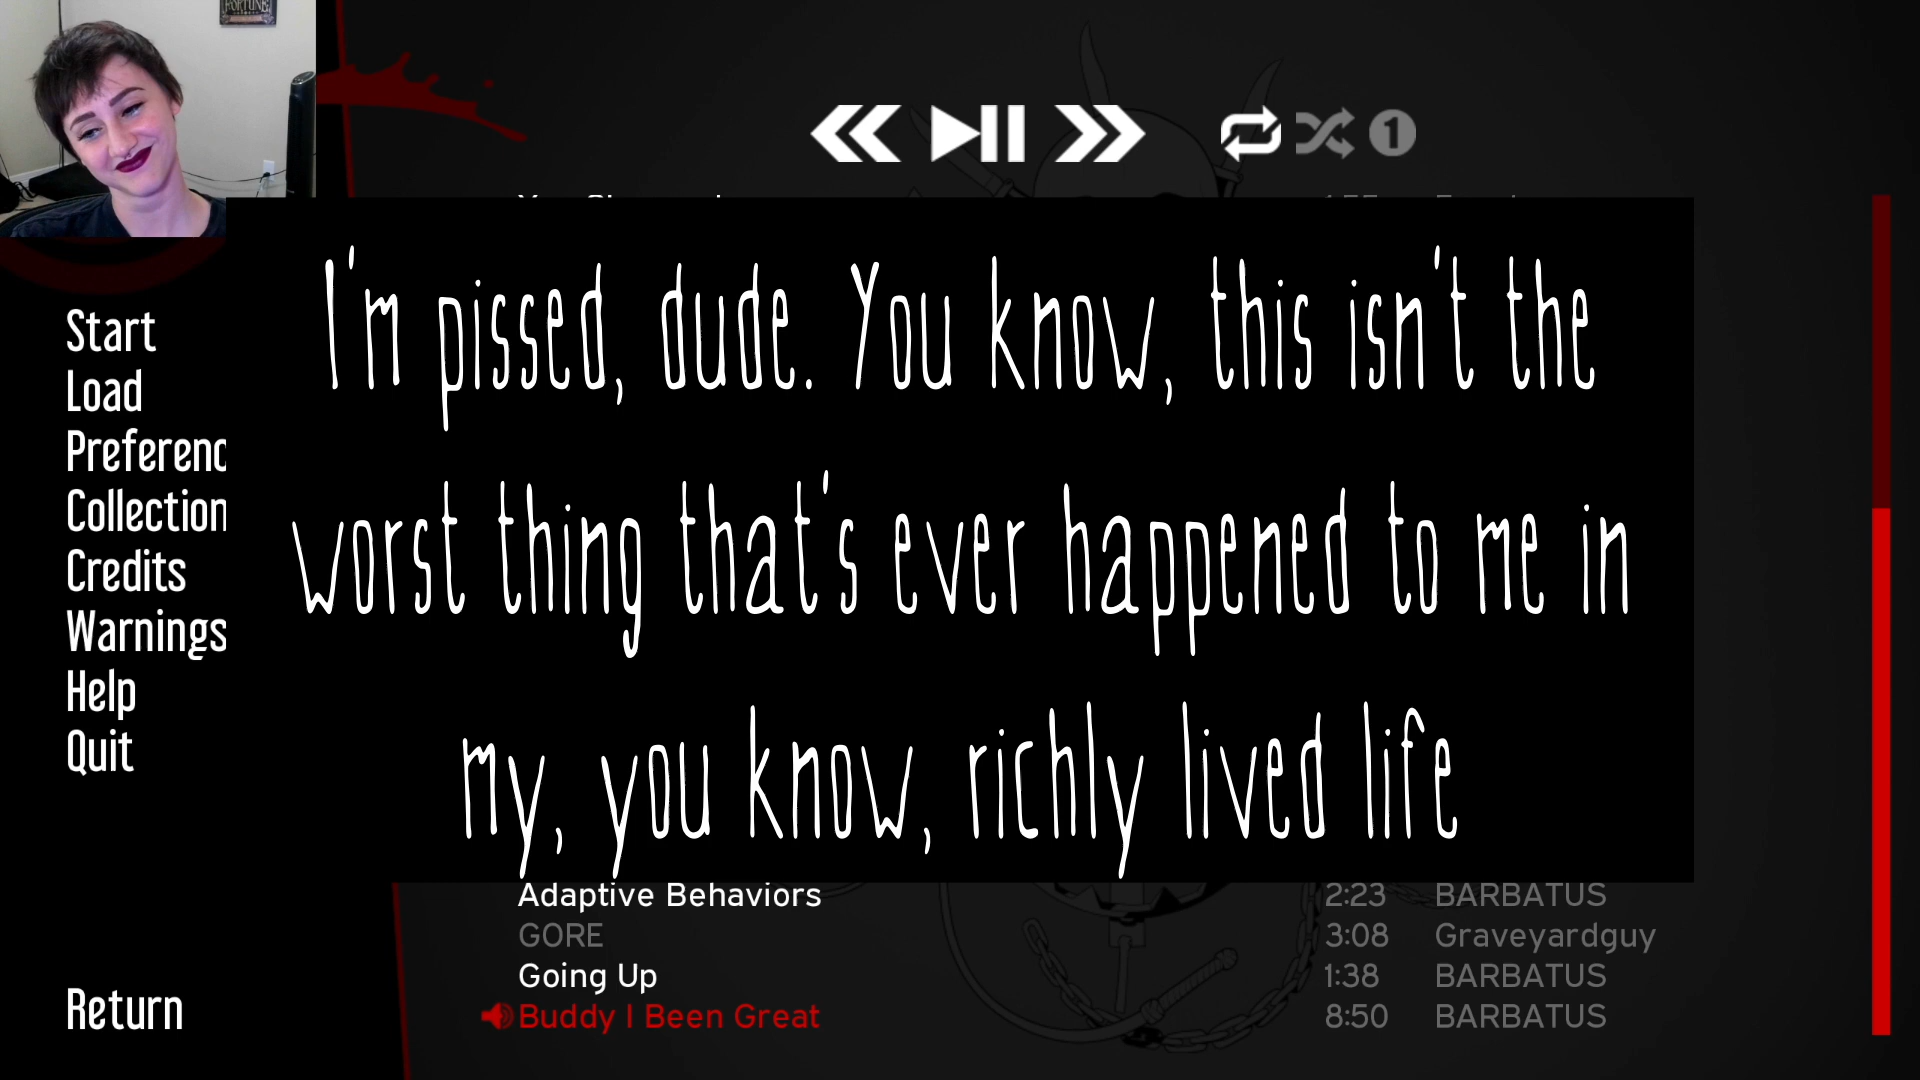 FORTUNE
I'm pissed, dude. You know, this isn't the
worst thing that's ever happened to me in
my, you know, richly lived life
Start
Load
Preferenc
Collection
Credits
Warnings
Help
Quit
Return
1
Adaptive Behaviors 2:23 BARBATUS
GORE 3:08 Graveyardguy
Going Up 1:38 BARBATUS
Buddy I Been Great 8:50 BARBATUS